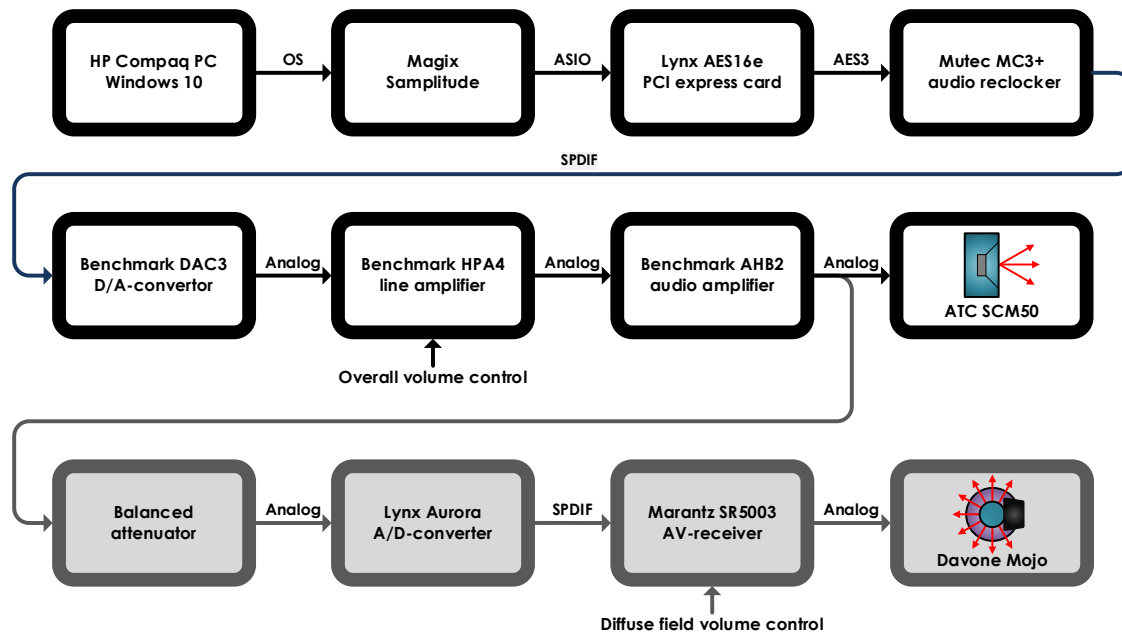 HP Compaq PC
Windows 10
OS
Magix
Samplitude
ASIO
Lynx AES16e
PCI express card
AES3
Mutec MC3+
audio reclocker
SPDIF
Benchmark DAC3
D/A-convertor
Analog
Benchmark HPA4
line amplifier
Analog
Benchmark AHB2
audio amplifier
Analog
ATC SCM50
Overall volume control
Balanced
attenuator
Analog
Lynx Aurora
A/D-converter
SPDIF
Marantz SR5003
AV-receiver
Analog
Davone Mojo
Diffuse field volume control